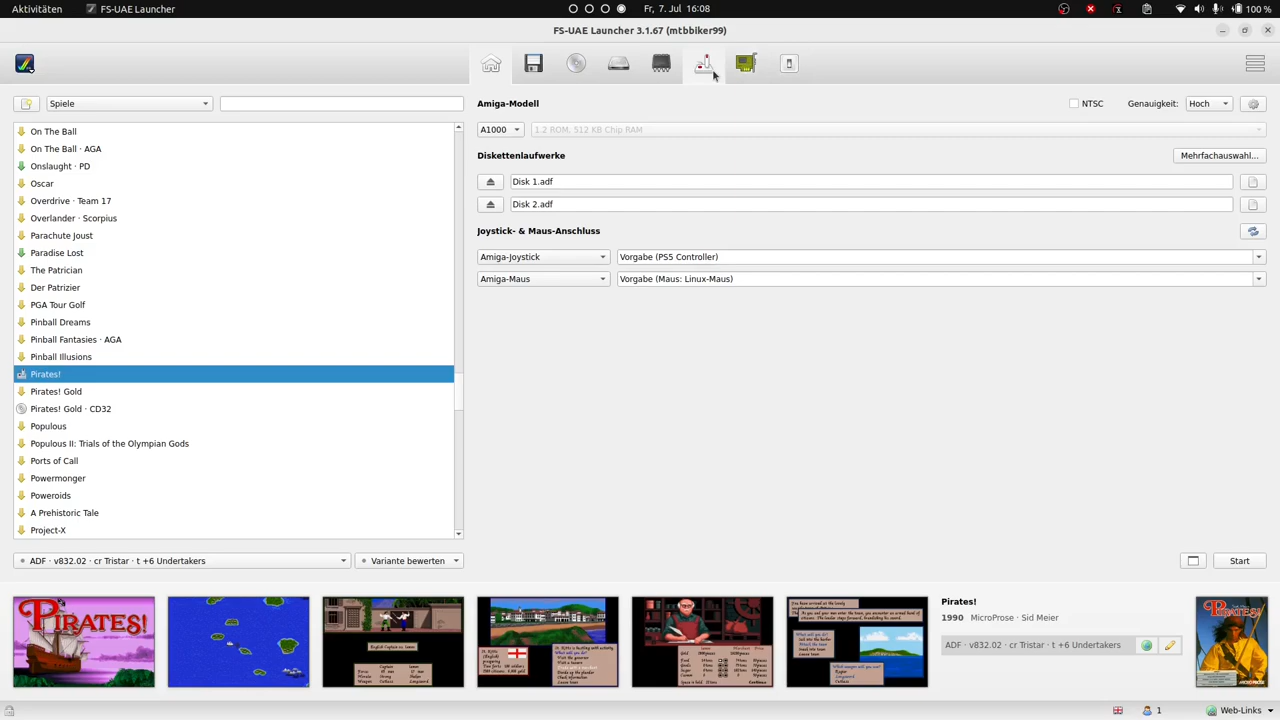 Aktivitäten
FS-UAE Launcher
Fr, 7. Jul 16:08
100 %
FS-UAE Launcher 3.1.67 (mtbbiker99)
Spiele
On The Ball
On The Ball · AGA
Onslaught · PD
Oscar
Overdrive · Team 17
Overlander · Scorpius
Parachute Joust
Paradise Lost
The Patrician
Der Patrizier
PGA Tour Golf
Pinball Dreams
Pinball Fantasies · AGA
Pinball Illusions
Pirates!
Pirates! Gold
Pirates! Gold · CD32
Populous
Populous II: Trials of the Olympian Gods
Ports of Call
Powermonger
Poweroids
A Prehistoric Tale
Project-X
ADF · v832.02 · cr Tristar · t +6 Undertakers
Variante bewerten
Amiga-Modell
NTSC
Genauigkeit:
Hoch
A1000
1.2 ROM, 512 KB Chip RAM
Diskettenlaufwerke
Mehrfachauswahl...
Disk 1.adf
Disk 2.adf
Joystick- & Maus-Anschluss
Amiga-Joystick
Vorgabe (PS5 Controller)
Amiga-Maus
Vorgabe (Maus: Linux-Maus)
Start
PIRATES!
Pirates!
1990 MicroProse · Sid Meier
ADF · v832.02 · cr Tristar · t +6 Undertakers
1
Web-Links